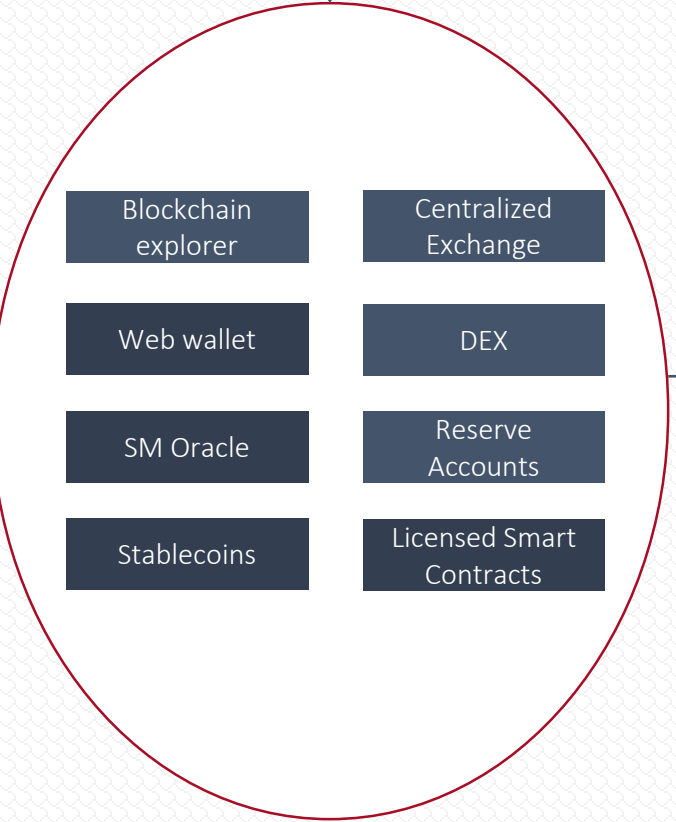 Blockchain
explorer
Centralized
Exchange
Web wallet
DEX
SM Oracle
Reserve
Accounts
Stablecoins
Licensed Smart
Contracts